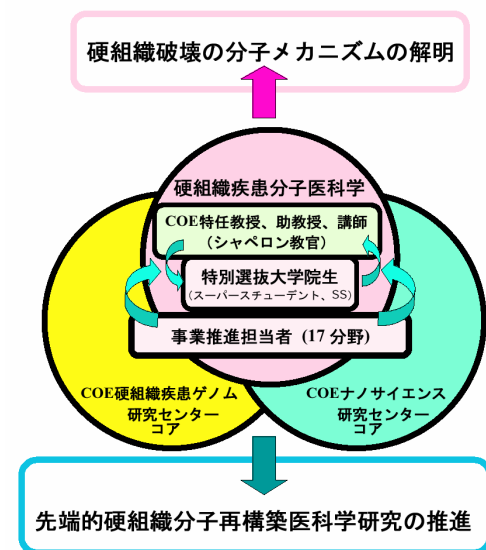 硬組織破壊の分子メカニズムの解明
硬組織疾患分子医科学
COE特任教授、助教授、講師
（シャペロン教官）
特別選抜大学院生
（スーパースチューデント、SS）
事業推進担当者 (17 分野)
COE硬組織疾患ゲノム
研究センター
コア
COEナノサイエンス
研究センター
コア
先端的硬組織分子再構築医科学研究の推進